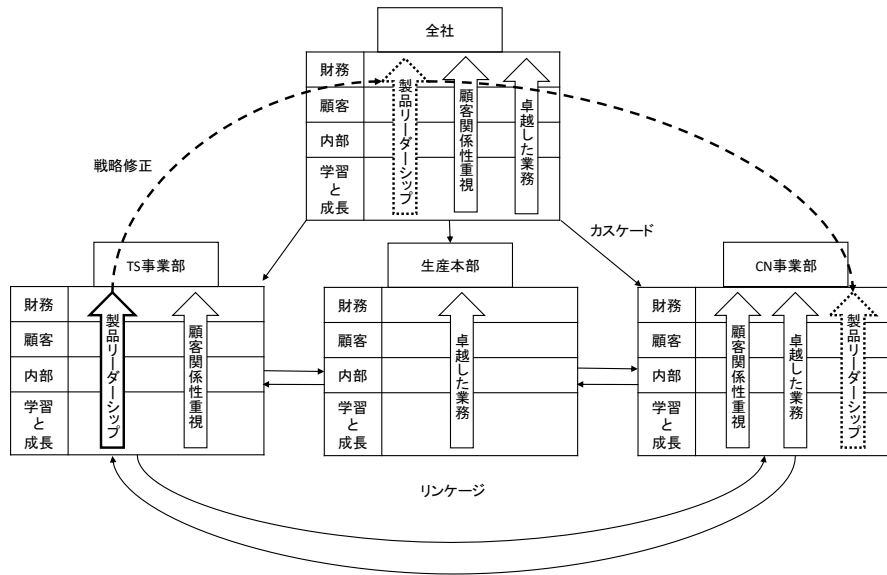 全社
財務
顧客
内部
学習
と
成長
製品リーダーシップ
顧客関係性重視
卓越した業務
戦略修正
カスケード
TS事業部
財務
顧客
内部
学習
と
成長
製品リーダーシップ
顧客関係性重視
生産本部
財務
顧客
内部
学習
と
成長
卓越した業務
CN事業部
財務
顧客
内部
学習
と
成長
顧客関係性重視
卓越した業務
製品リーダーシップ
リンケージ